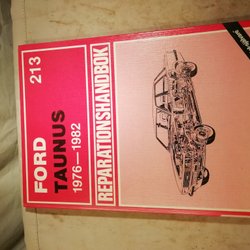 213
FORD
TAUNUS
1976–1982
REPARATIONSHANDBOK